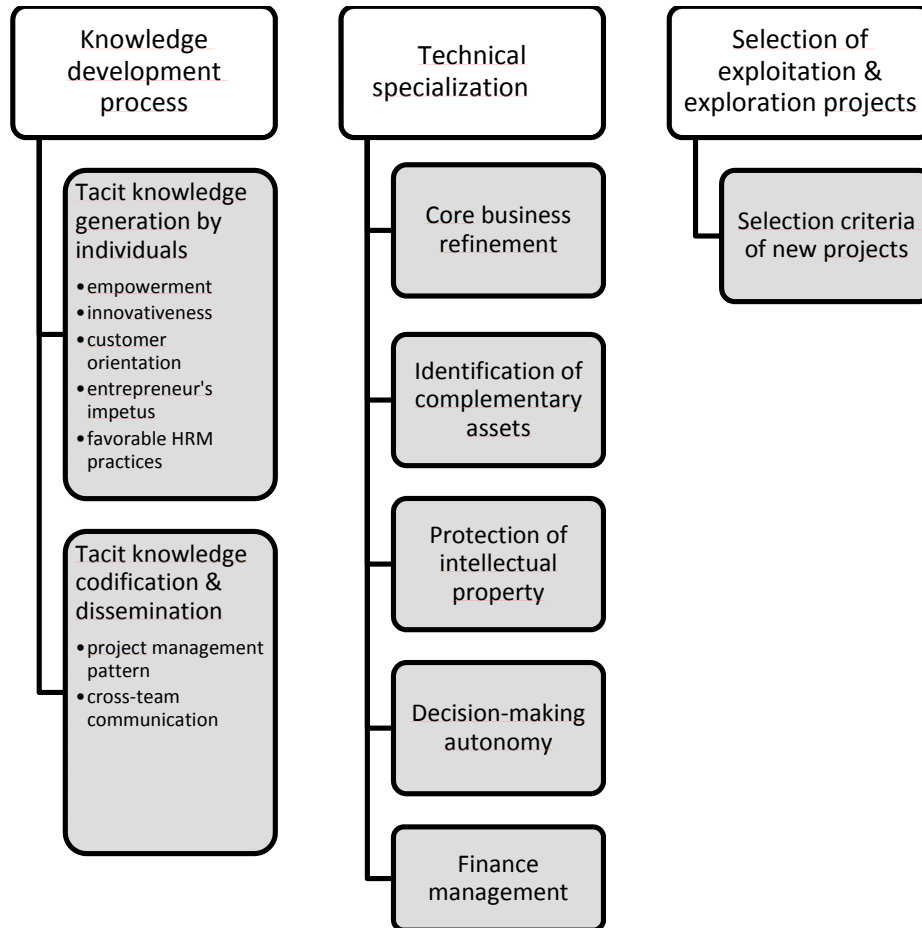 Knowledge
development
process
Tacit knowledge
generation by
individuals
•empowerment
•innovativeness
•customer
orientation
•entrepreneur's
impetus
•favorable HRM
practices
Tacit knowledge
codification &
dissemination
•project management
pattern
•cross-team
communication
Technical
specialization
Core business
refinement
Identification of
complementary
assets
Protection of
intellectual
property
Decision-making
autonomy
Finance
management
Selection of
exploitation &
exploration projects
Selection criteria
of new projects